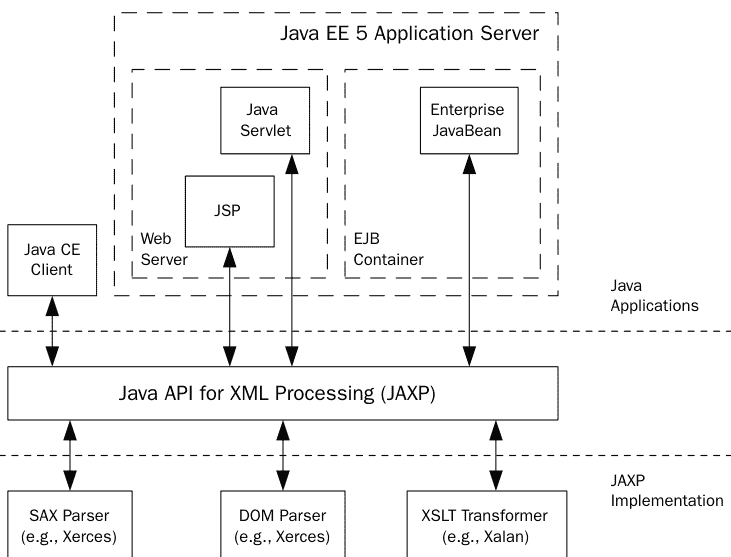 Java EE 5 Application Server
Java
Servlet
Enterprise
JavaBean
JSP
Web
Server
EJB
Container
Java CE
Client
Java
Applications
Java API for XML Processing (JAXP)
JAXP
Implementation
SAX Parser
(e.g., Xerces)
DOM Parser
(e.g., Xerces)
XSLT Transformer
(e.g., Xalan)